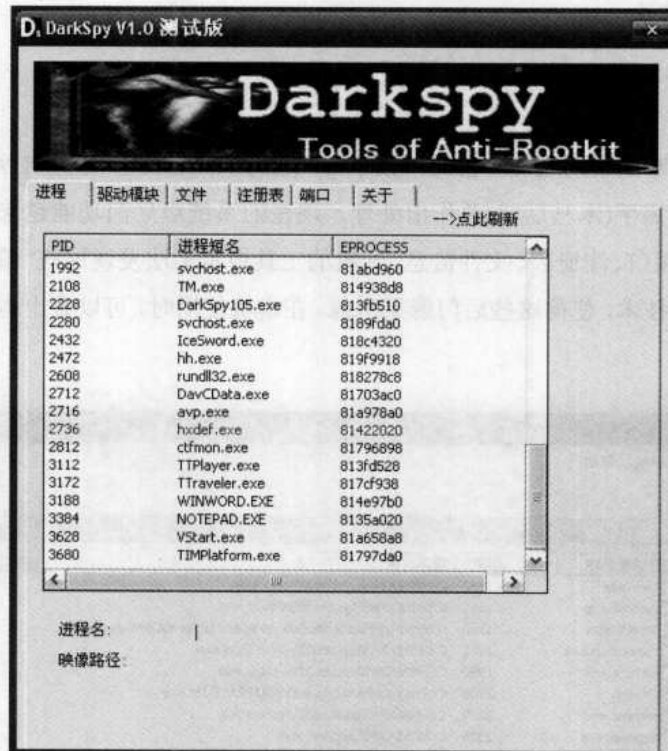 DarkSpy V1.0 测试版
Darkspy
Tools of Anti-Rootkit
进程 驱动模块 文件 注册表 端口 关于
--->点此刷新
PID 进程短名 EPROCESS
1992 svchost.exe 81abd960
2108 TM.exe 814938d8
2228 DarkSpy105.exe 813fb510
2280 svchost.exe 8189fda0
2432 IceSword.exe 818c4320
2472 hh.exe 819f9918
2608 rundll32.exe 818278c8
2712 DavCData.exe 81703ac0
2716 avp.exe 81a978a0
2736 hxdef.exe 81422020
2812 ctfmon.exe 81796898
3112 TTPlayer.exe 813fd528
3172 TTraveler.exe 817cf938
3188 WINWORD.EXE 814e97b0
3384 NOTEPAD.EXE 8135a020
3628 VStart.exe 81a658a8
3680 TIMPlatform.exe 81797da0
进程名:
映像路径: